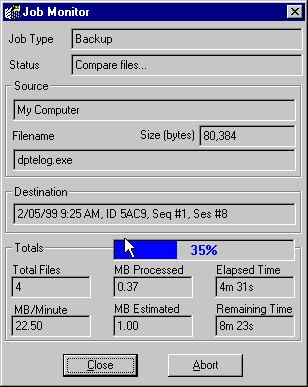 Job Monitor
Job Type Backup
Status Compare files...
Source
My Computer
Filename Size (bytes) 80,384
dptelog.exe
Destination
2/05/99 9:25 AM, ID 5AC9, Seq #1, Ses #8
Totals 35%
Total Files MB Processed Elapsed Time
4 0.37 4m 31s
MB/Minute MB Estimated Remaining Time
22.50 1.00 8m 23s
Close Abort